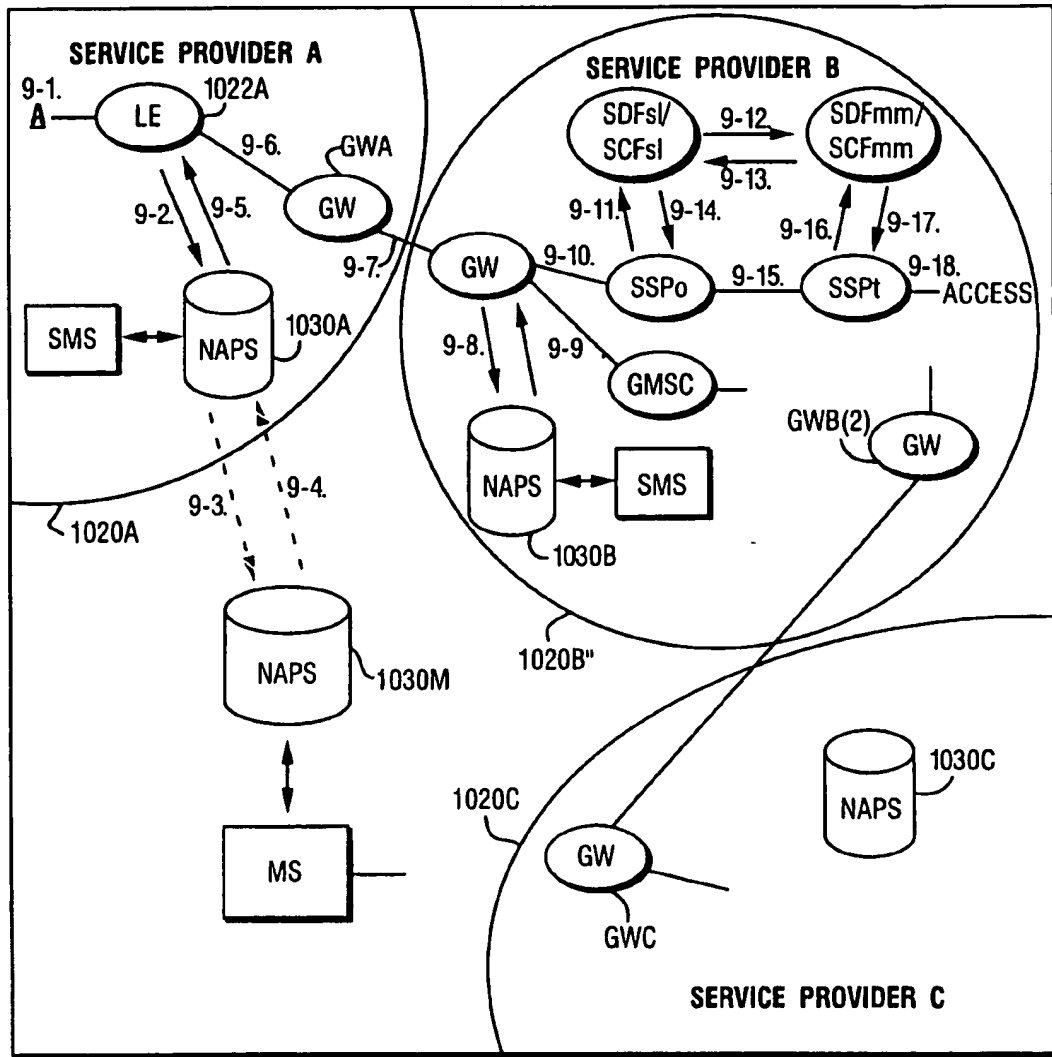 SERVICE PROVIDER A
9-1.
A
LE
1022A
9-6.
GWA
GW
9-2.
9-5.
9-7.
SMS
NAPS
1030A
9-3.
9-4.
1020A
NAPS
1030M
MS
SERVICE PROVIDER B
SDFsl/
SCFsl
9-12.
9-13.
SDFmm/
SCFmm
9-11.
9-14.
9-16.
9-17.
GW
9-10.
SSPo
9-15.
SSPt
9-18.
ACCESS
9-8.
9-9
GMSC
NAPS
SMS
1030B
GWB(2)
GW
1020B"
1020C
GW
GWC
NAPS
1030C
SERVICE PROVIDER C